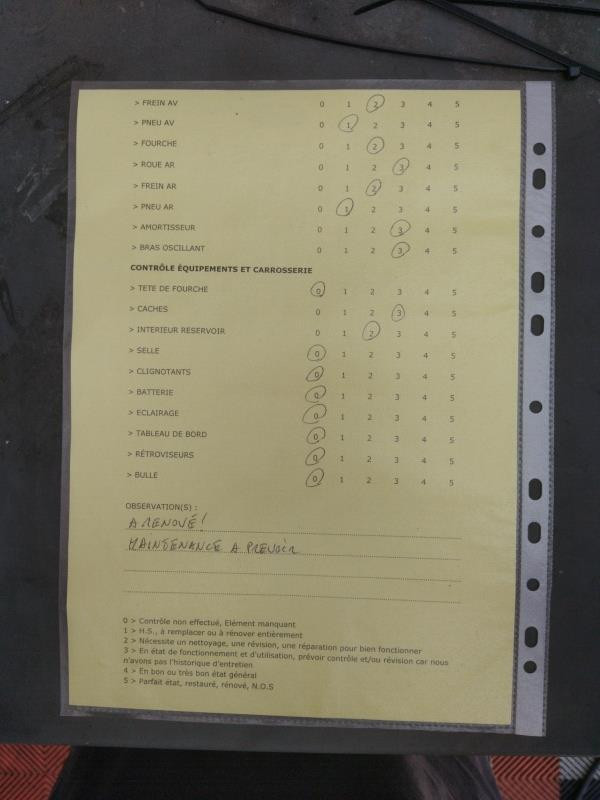 > FREIN AV 0 1 2 3 4 5
> PNEU AV 0 1 2 3 4 5
> FOURCHE 0 1 2 3 4 5
> ROUE AR 0 1 2 3 4 5
> FREIN AR 0 1 2 3 4 5
> PNEU AR 0 1 2 3 4 5
> AMORTISSEUR 0 1 2 3 4 5
> BRAS OSCILLANT 0 1 2 3 4 5
CONTRÔLE ÉQUIPEMENTS ET CARROSSERIE
> TETE DE FOURCHE 0 1 2 3 4 5
> CACHES 0 1 2 3 4 5
> INTERIEUR RESERVOIR 0 1 2 3 4 5
> SELLE 0 1 2 3 4 5
> CLIGNOTANTS 0 1 2 3 4 5
> BATTERIE 0 1 2 3 4 5
> ECLAIRAGE 0 1 2 3 4 5
> TABLEAU DE BORD 0 1 2 3 4 5
> RÉTROVISEURS 0 1 2 3 4 5
> BULLE 0 1 2 3 4 5
OBSERVATION(S) :
A RENOVÉ !
MAINTENANCE A PREVOIR
0 > Contrôle non effectué, Elément manquant
1 > H.S., à remplacer ou à rénover entièrement
2 > Nécessite un nettoyage, une révision, une réparation pour bien fonctionner
3 > En état de fonctionnement et d'utilisation, prévoir contrôle et/ou révision car nous
n'avons pas l'historique d'entretien
4 > En bon ou très bon état général
5 > Parfait état, restauré, rénové, N.O.S